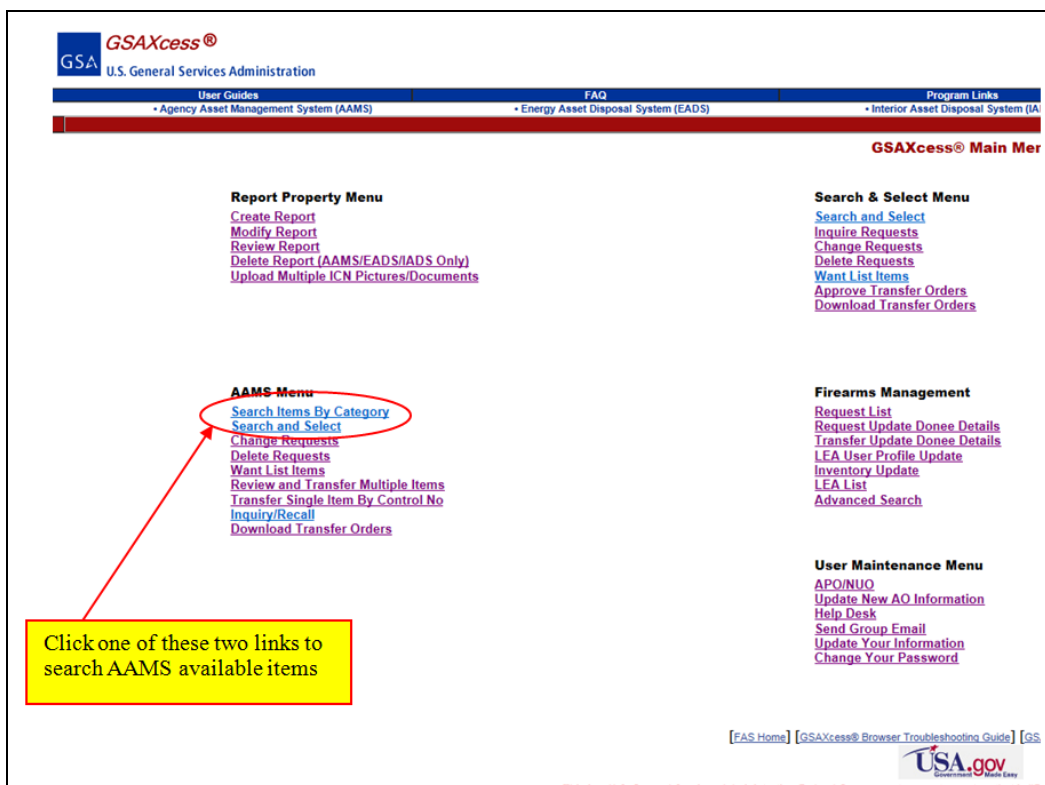 GSAXcess ®
GSA
U.S. General Services Administration
User Guides FAQ Program Links
• Agency Asset Management System (AAMS) • Energy Asset Disposal System (EADS) • Interior Asset Disposal System (IA
GSAXcess® Main Men
Report Property Menu
Create Report
Modify Report
Review Report
Delete Report (AAMS/EADS/IADS Only)
Upload Multiple ICN Pictures/Documents
Search & Select Menu
Search and Select
Inquire Requests
Change Requests
Delete Requests
Want List Items
Approve Transfer Orders
Download Transfer Orders
AAMS Menu
Search Items By Category
Search and Select
Change Requests
Delete Requests
Want List Items
Review and Transfer Multiple Items
Transfer Single Item By Control No
Inquiry/Recall
Download Transfer Orders
Firearms Management
Request List
Request Update Donee Details
Transfer Update Donee Details
LEA User Profile Update
Inventory Update
LEA List
Advanced Search
User Maintenance Menu
APO/NUO
Update New AO Information
Help Desk
Send Group Email
Update Your Information
Change Your Password
Click one of these two links to
search AAMS available items
[FAS Home] [GSAXcess® Browser Troubleshooting Guide] [GS
USA.gov
Government Made Easy